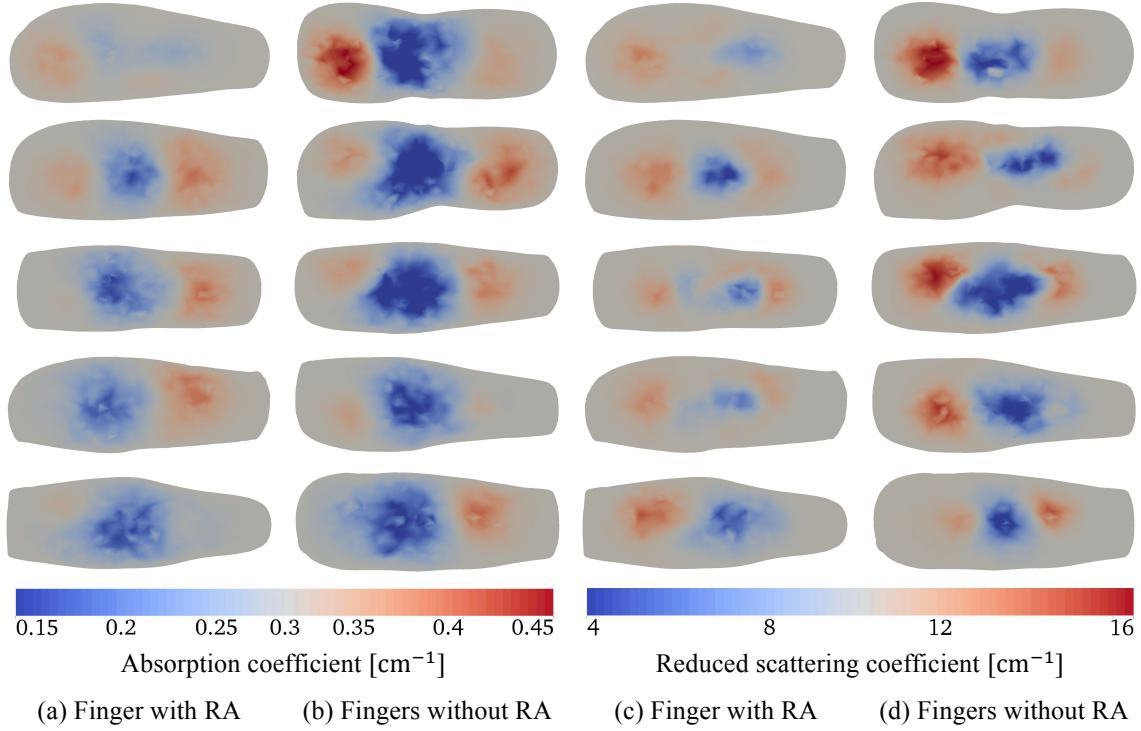 0.15 0.2 0.25 0.3 0.35 0.4 0.45 4 8 12 16
Absorption coefficient [cm⁻¹] Reduced scattering coefficient [cm⁻¹]
(a) Finger with RA (b) Fingers without RA (c) Finger with RA (d) Fingers without RA